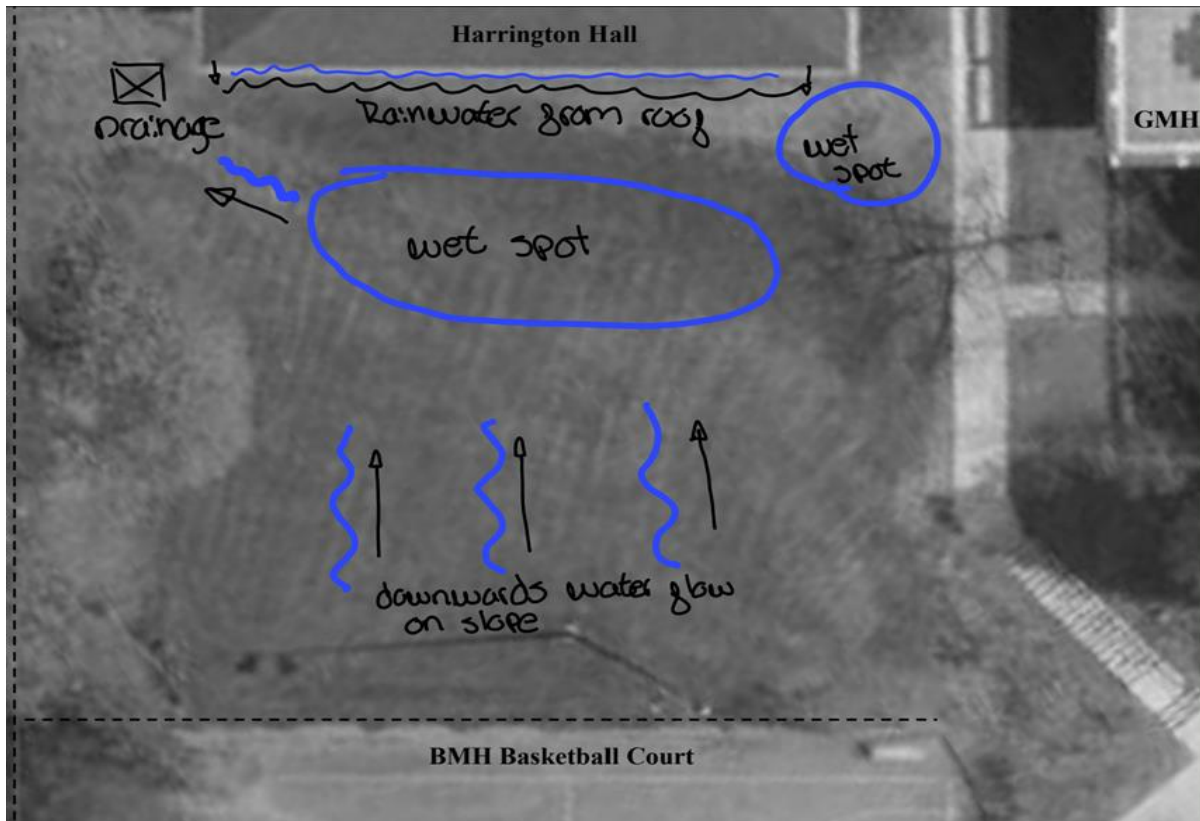 Harrington Hall
Drainage
Rainwater from roof
GMH
wet
spot
wet spot
downwards water flow
on slope
BMH Basketball Court